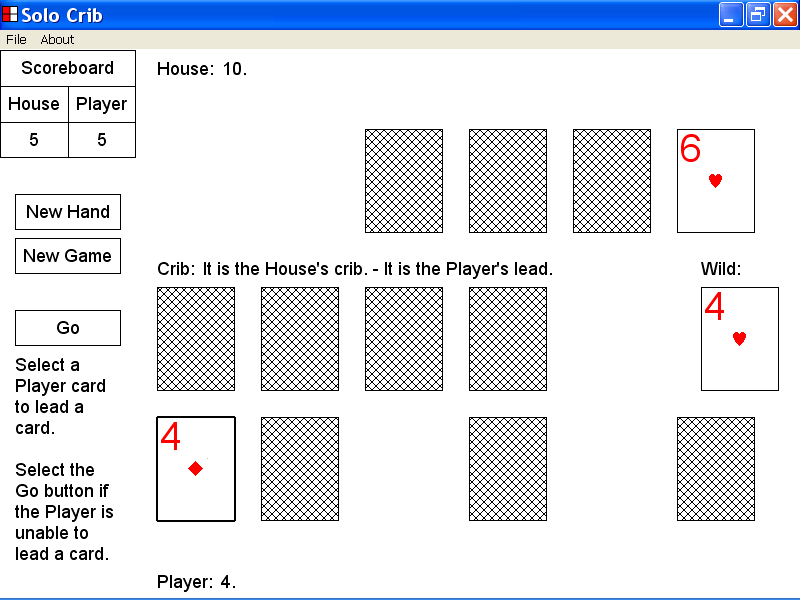 Solo Crib
File About
Scoreboard
House Player
5 5
House: 10.
6
New Hand
New Game
Crib: It is the House's crib. - It is the Player's lead.
Wild:
4
Go
Select a
Player card
to lead a
card.
Select the
Go button if
the Player is
unable to
lead a card.
4
Player: 4.